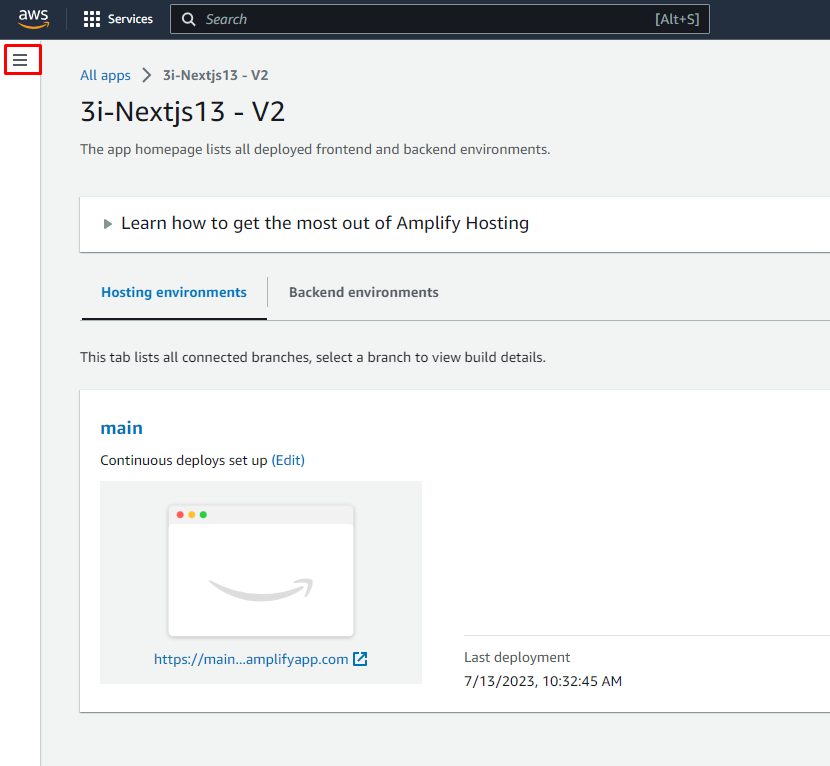 aws Services Search [Alt+S]
All apps 3i-Nextjs13 - V2
3i-Nextjs13 - V2
The app homepage lists all deployed frontend and backend environments.
Learn how to get the most out of Amplify Hosting
Hosting environments Backend environments
This tab lists all connected branches, select a branch to view build details.
main
Continuous deploys set up (Edit)
https://main...amplifyapp.com
Last deployment
7/13/2023, 10:32:45 AM